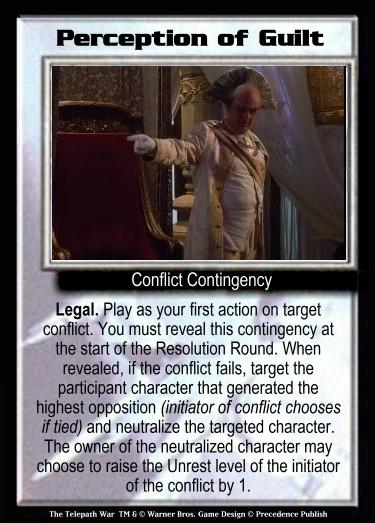 Perception of Guilt
Conflict Contingency
Legal. Play as your first action on target
conflict. You must reveal this contingency at
the start of the Resolution Round. When
revealed, if the conflict fails, target the
participant character that generated the
highest opposition (initiator of conflict chooses
if tied) and neutralize the targeted character.
The owner of the neutralized character may
choose to raise the Unrest level of the initiator
of the conflict by 1.
The Telepath War TM & © Warner Bros. Game Design © Precedence Publish